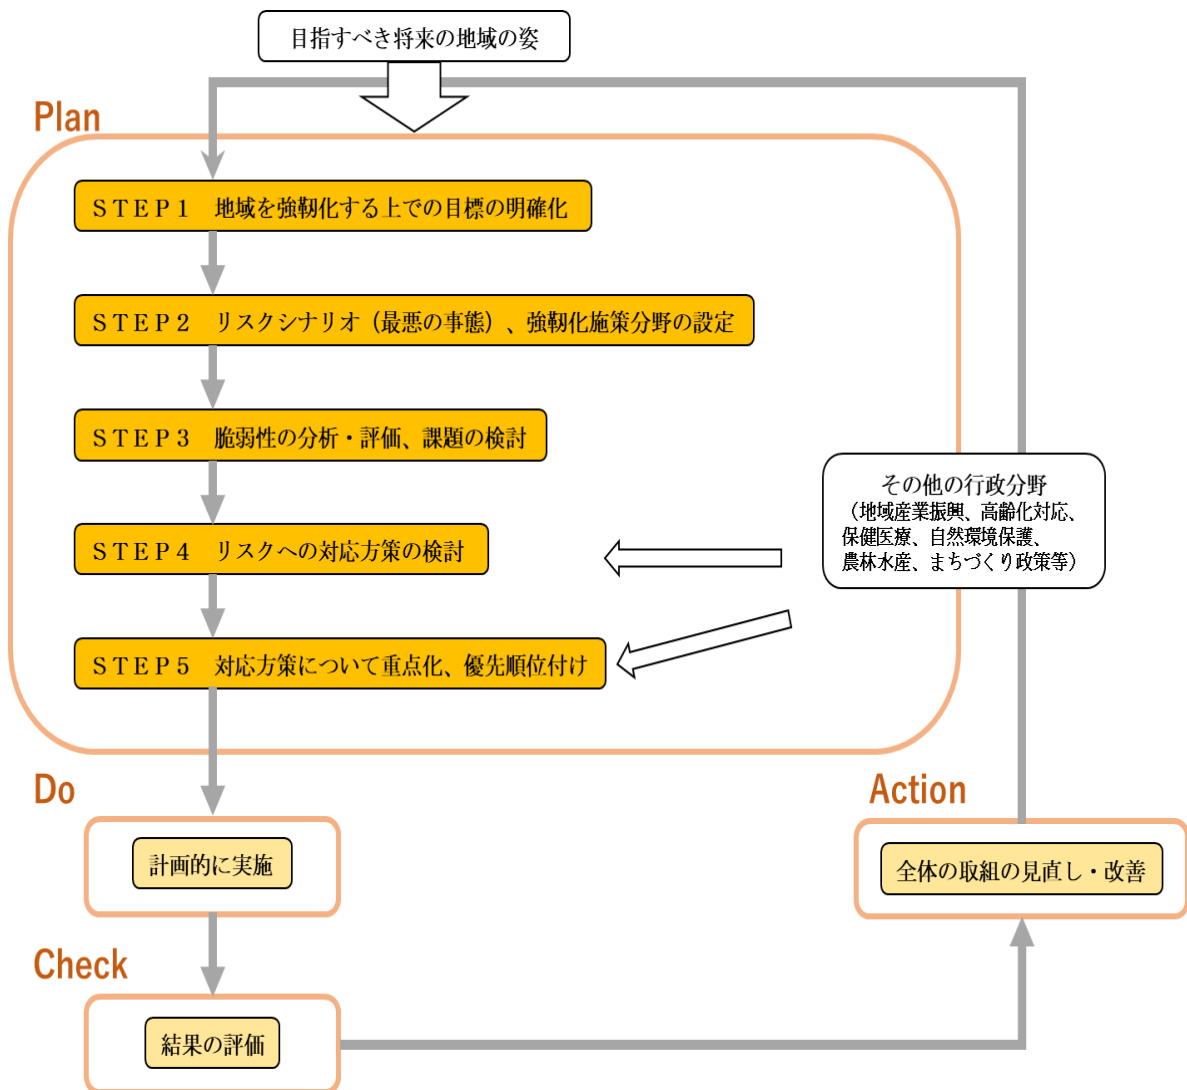 目指すべき将来の地域の姿
Plan
STEP1 地域を強靱化する上での目標の明確化
STEP2 リスクシナリオ（最悪の事態）、強靱化施策分野の設定
STEP3 脆弱性の分析・評価、課題の検討
その他の行政分野
（地域産業振興、高齢化対応、
保健医療、自然環境保護、
農林水産、まちづくり政策等）
STEP4 リスクへの対応方策の検討
STEP5 対応方策について重点化、優先順位付け
Do
計画的に実施
Action
全体の取組の見直し・改善
Check
結果の評価